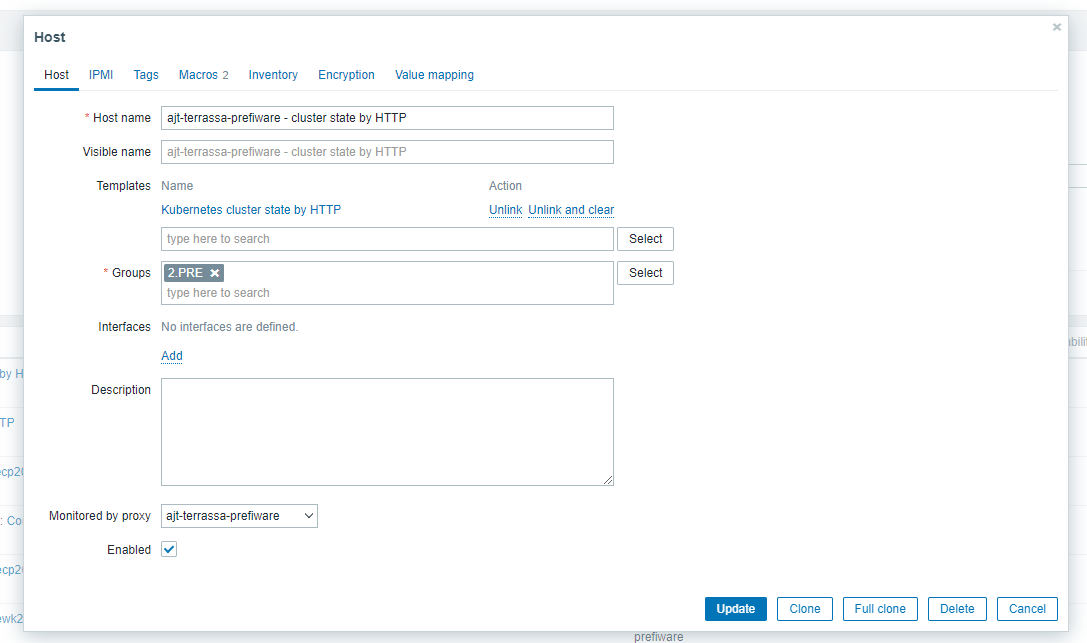 Host
Host IPMI Tags Macros 2 Inventory Encryption Value mapping
* Host name ajt-terrassa-prefiware - cluster state by HTTP
Visible name ajt-terrassa-prefiware - cluster state by HTTP
Templates Name Action
Kubernetes cluster state by HTTP Unlink Unlink and clear
type here to search Select
* Groups 2.PRE Select
type here to search
Interfaces No interfaces are defined.
Add
Description
Monitored by proxy ajt-terrassa-prefiware
Enabled
Update Clone Full clone Delete Cancel
by H
TP
ecp20
: Co
ecp20
ewk2
prefiware